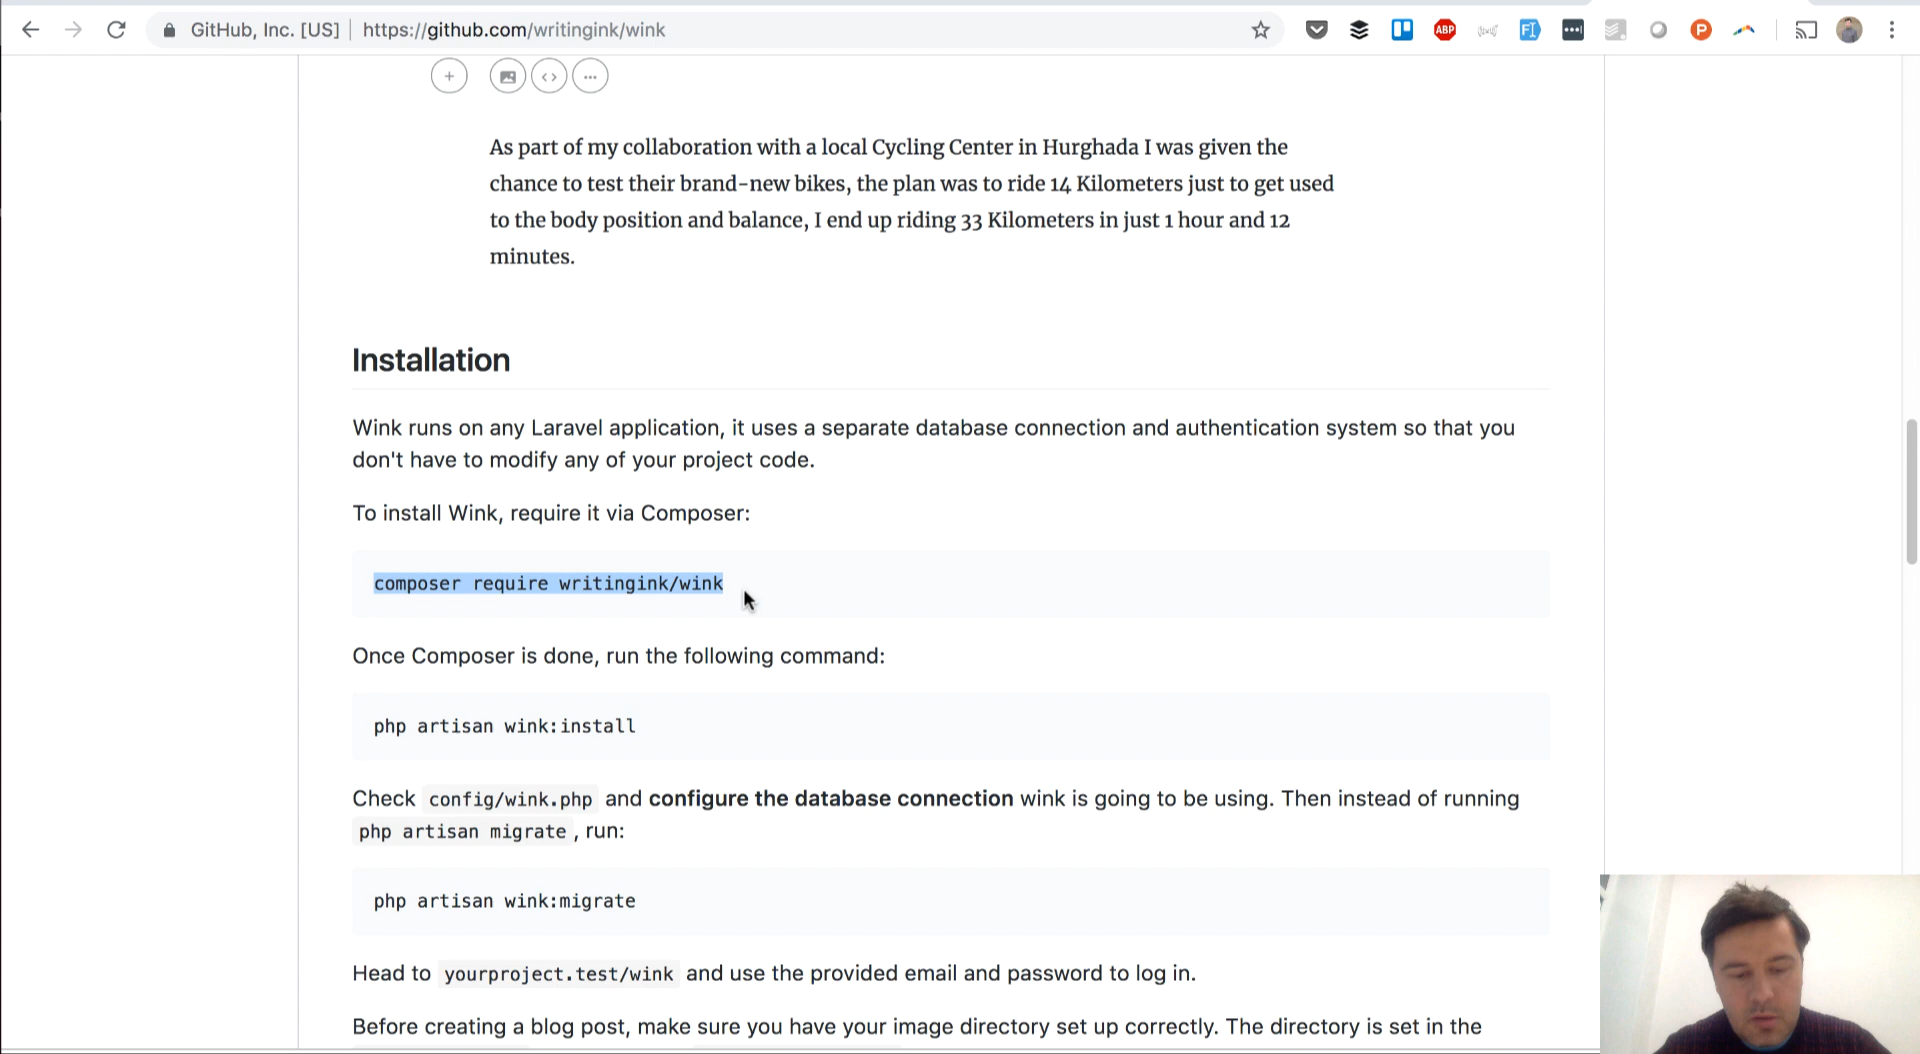 GitHub, Inc. [US] | https://github.com/writingink/wink
ABP
FI
P
As part of my collaboration with a local Cycling Center in Hurghada I was given the
chance to test their brand-new bikes, the plan was to ride 14 Kilometers just to get used
to the body position and balance, I end up riding 33 Kilometers in just 1 hour and 12
minutes.
Installation
Wink runs on any Laravel application, it uses a separate database connection and authentication system so that you
don't have to modify any of your project code.
To install Wink, require it via Composer:
composer require writingink/wink
Once Composer is done, run the following command:
php artisan wink:install
Check config/wink.php and configure the database connection wink is going to be using. Then instead of running
php artisan migrate , run:
php artisan wink:migrate
Head to yourproject.test/wink and use the provided email and password to log in.
Before creating a blog post, make sure you have your image directory set up correctly. The directory is set in the